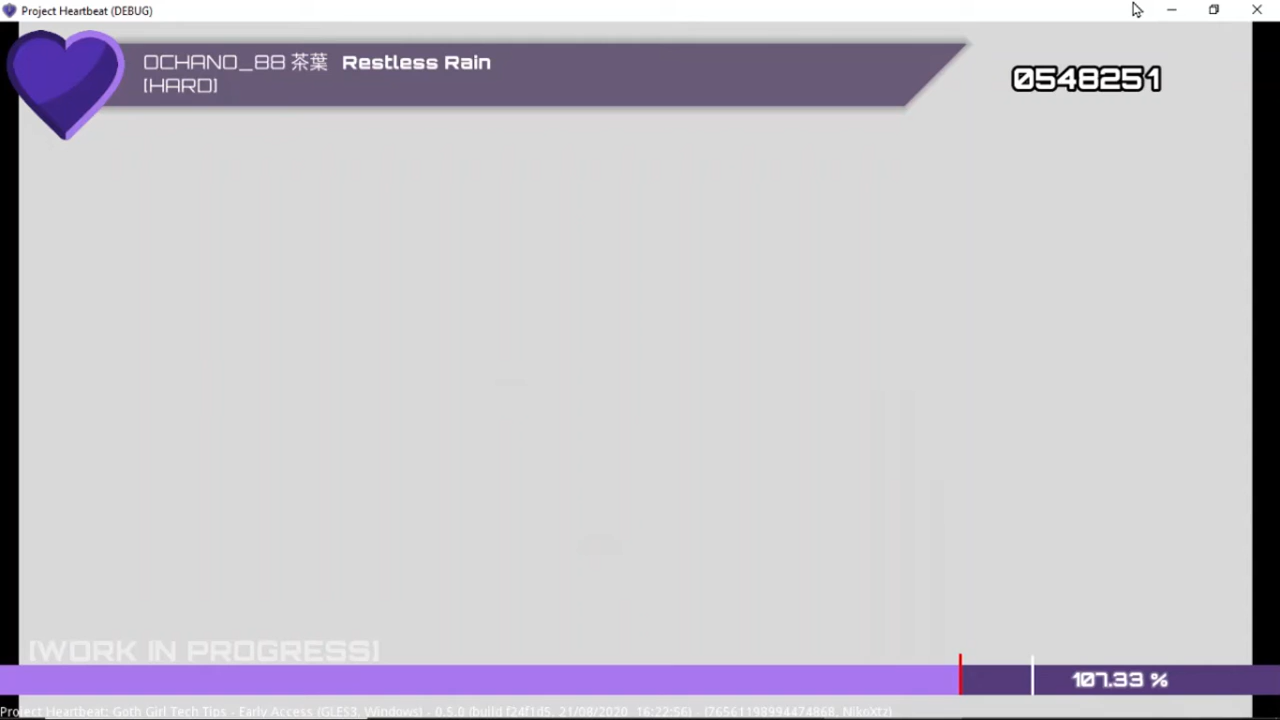 Project Heartbeat (DEBUG)
OCHANO_88 茶葉 Restless Rain
[HARD]
0548251
[WORK IN PROGRESS]
107.33 %
Project Heartbeat: Goth Girl Tech Tips - Early Access (GLES3, Windows) - 0.5.0 (build f24f1d5, 21/08/2020 16:22:56) - [76561198994474868, NikoXtz)